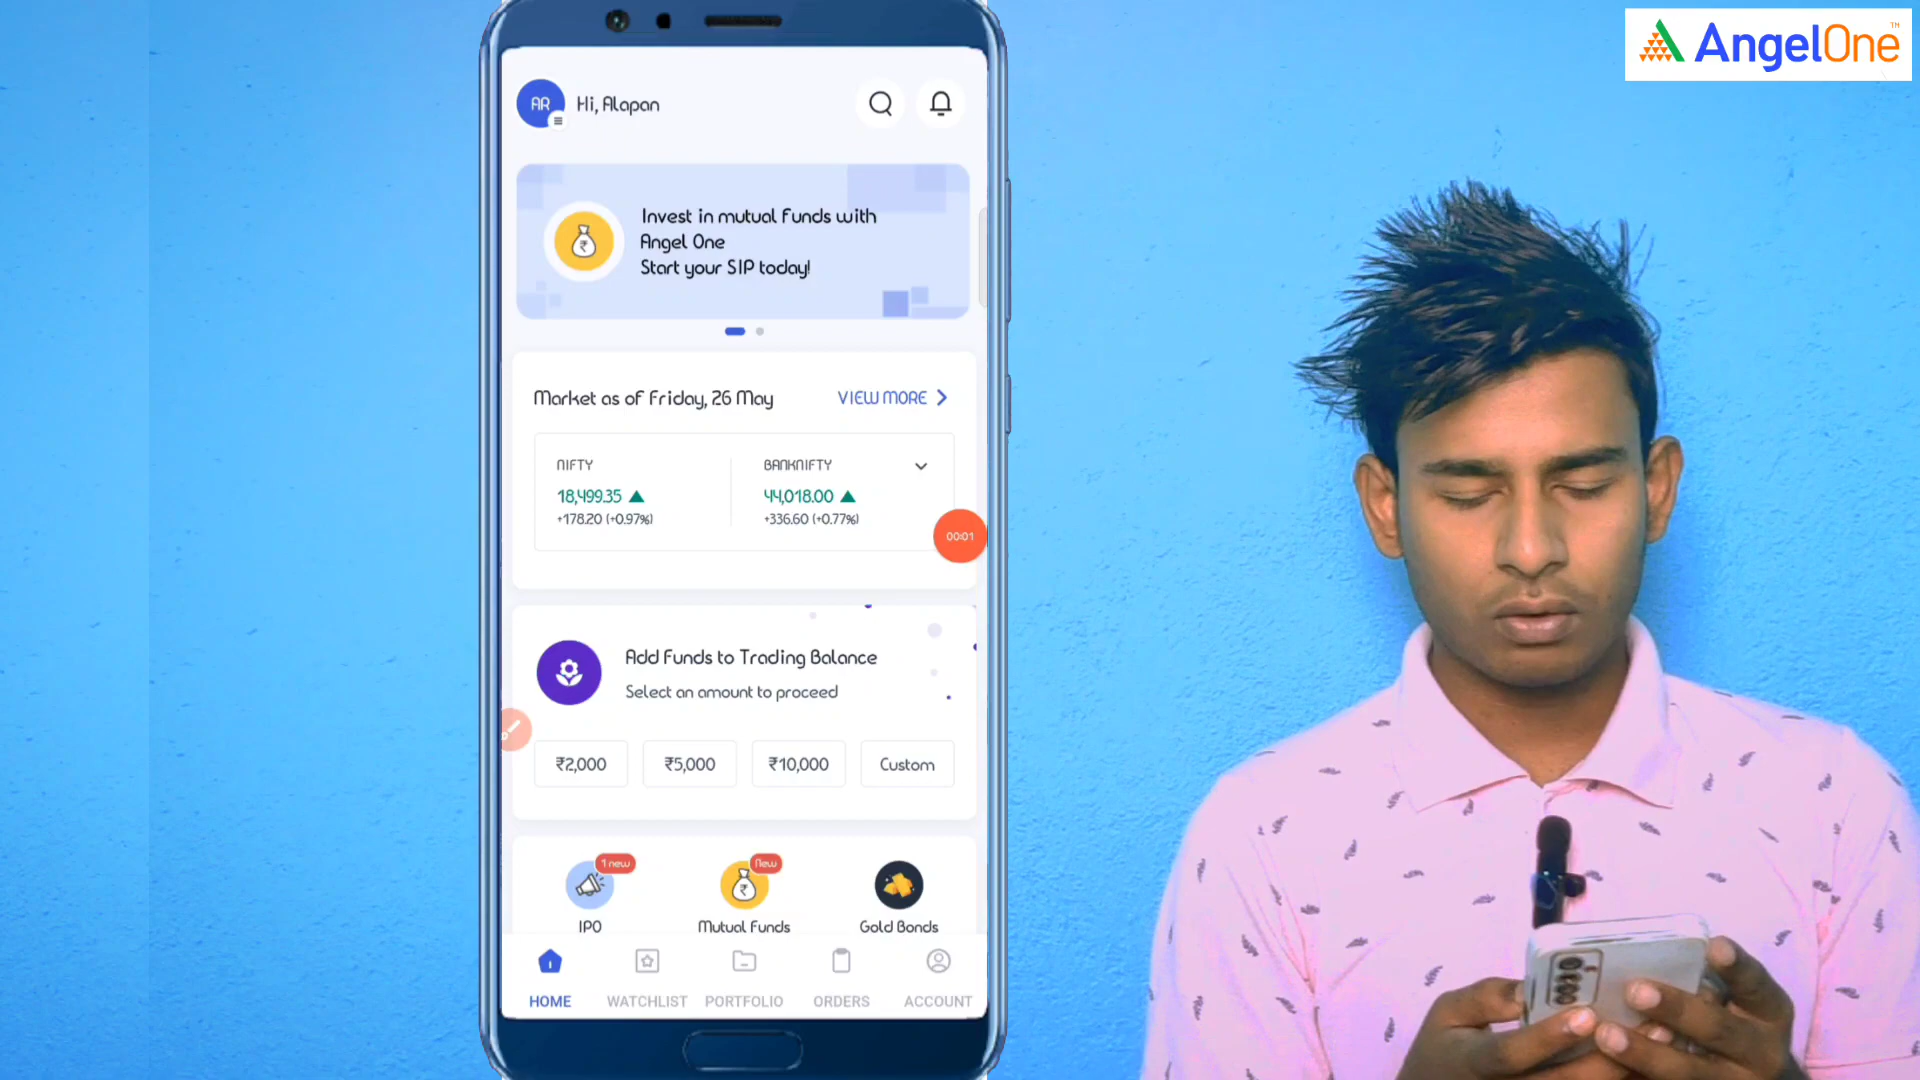 AngelOne™
AR
Hi, Alapan
Invest in mutual Funds with
Angel One
Start your SIP today!
Market as of Friday, 26 May
VIEW MORE
NIFTY
BANKNIFTY
18,499.35
44,018.00
+178.20 (+0.97%)
+336.60 (+0.77%)
00:01
Add Funds to Trading Balance
Select an amount to proceed
₹2,000
₹5,000
₹10,000
Custom
1 new
New
IPO
Mutual Funds
Gold Bonds
HOME
WATCHLIST
PORTFOLIO
ORDERS
ACCOUNT